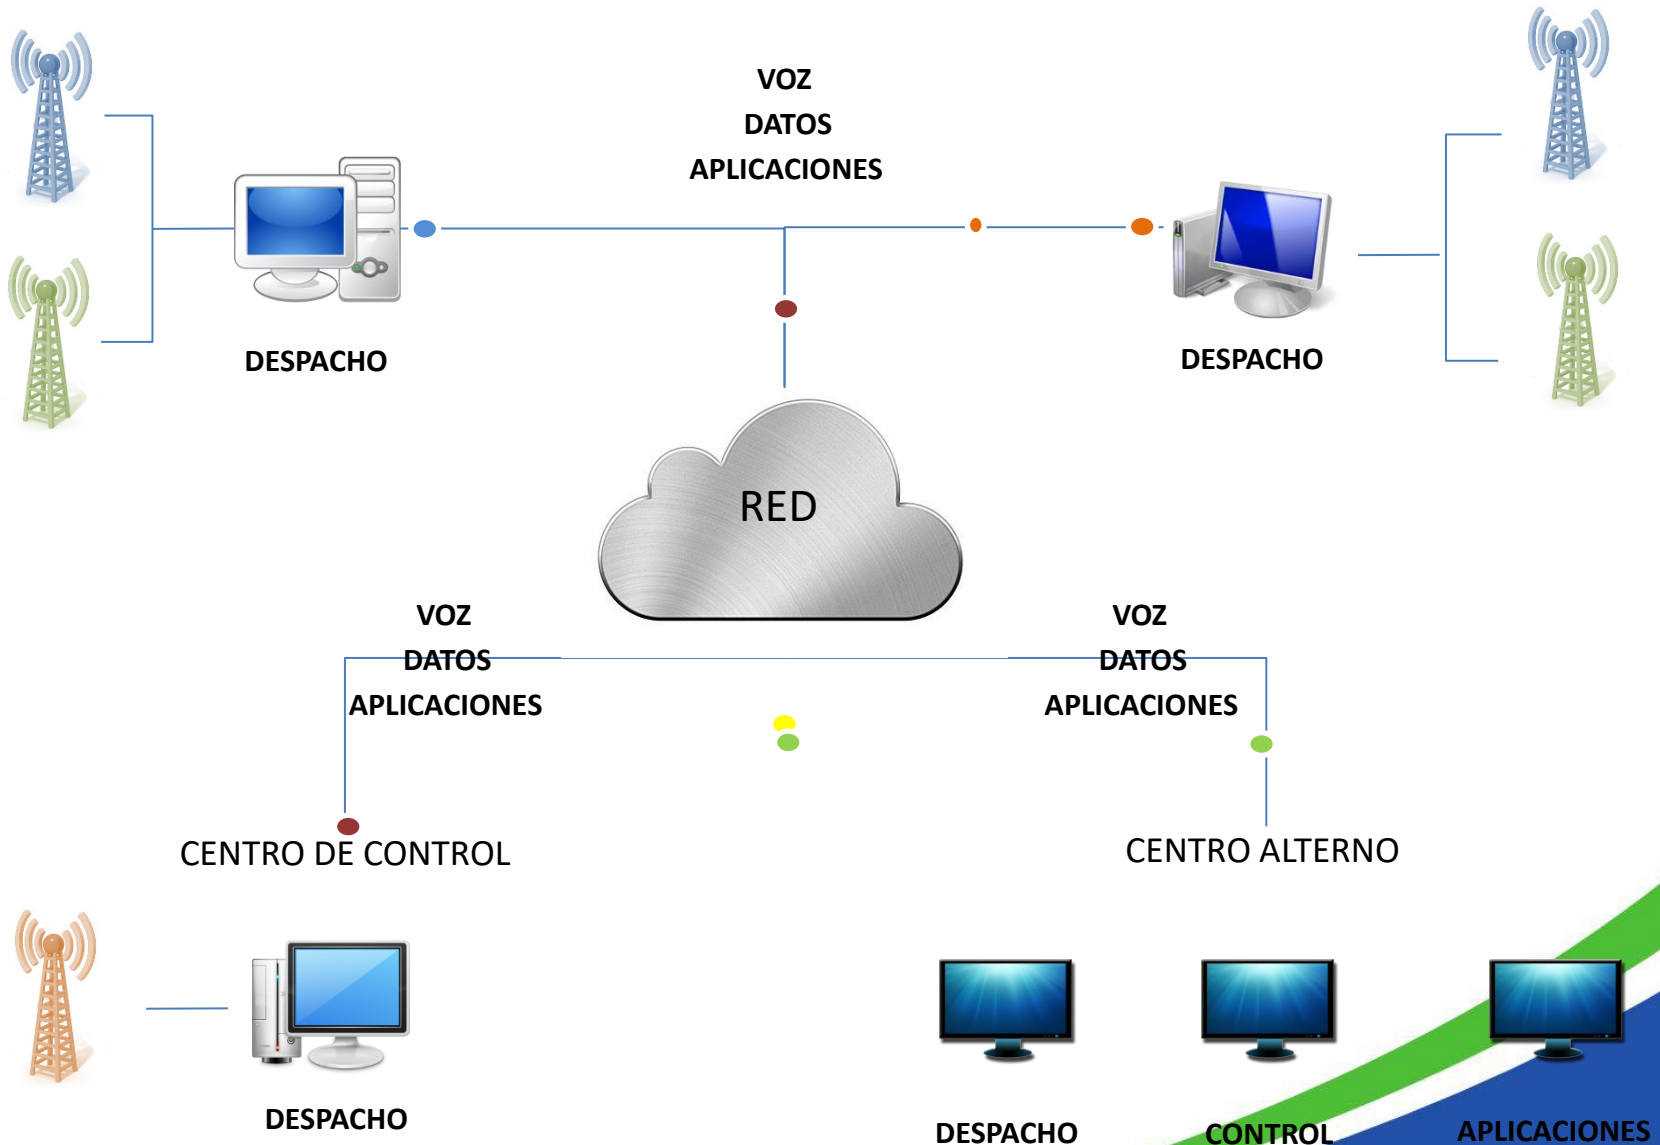 VOZ
DATOS
APLICACIONES
DESPACHO
DESPACHO
RED
VOZ
DATOS
APLICACIONES
VOZ
DATOS
APLICACIONES
CENTRO DE CONTROL
CENTRO ALTERNO
DESPACHO
DESPACHO
CONTROL
APLICACIONES